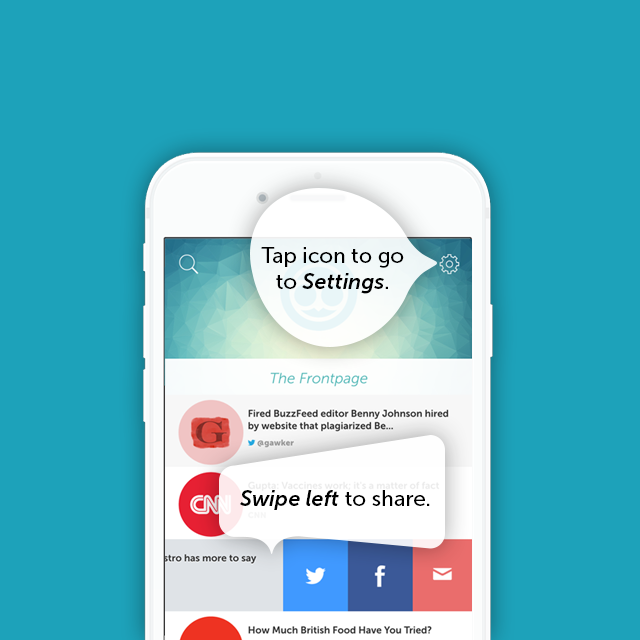 Tap icon to go
to Settings.
The Frontpage
Fired BuzzFeed editor Benny Johnson hired
by website that plagiarized Be...
@gawker
G
Gupta: Vaccines work: it's a matter of fact
CNN
Swipe left to share.
stro has more to say
f
How Much British Food Have You Tried?